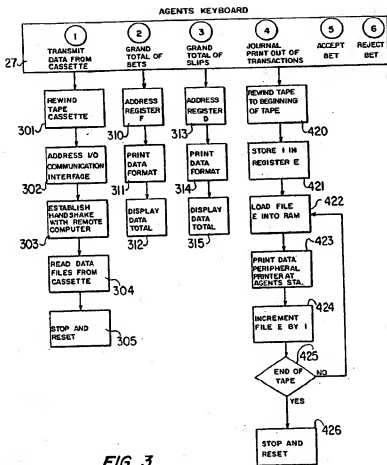 AGENTS KEYBOARD
1
TRANSMIT
DATA FROM
CASSETTE
2
GRAND
TOTAL OF
BETS
3
GRAND
TOTAL
OF SLIPS
4
JOURNAL
PRINT OUT OF
TRANSACTIONS
5
ACCEPT
BET
6
REJECT
BET
27
REWIND
TAPE
CASSETTE
301
ADDRESS I/O
COMMUNICATION
INTERFACE
302
ESTABLISH
HANDSHAKE
WITH REMOTE
COMPUTER
303
READ DATA
FILES FROM
CASSETTE
304
STOP AND
RESET
305
ADDRESS
REGISTER
F
310
PRINT
DATA
FORMAT
311
DISPLAY
DATA
TOTAL
312
ADDRESS
REGISTER
D
313
PRINT
DATA
FORMAT
314
DISPLAY
DATA
TOTAL
315
REWIND TAPE
TO BEGINNING
OF TAPE
420
STORE 1 IN
REGISTER E
421
LOAD FILE
E INTO RAM
422
PRINT DATA
PERIPHERAL
PRINTER AT
AGENTS STA.
423
INCREMENT
FILE E BY 1
424
END OF
TAPE
425
NO
YES
STOP AND
RESET
426
FIG. 3